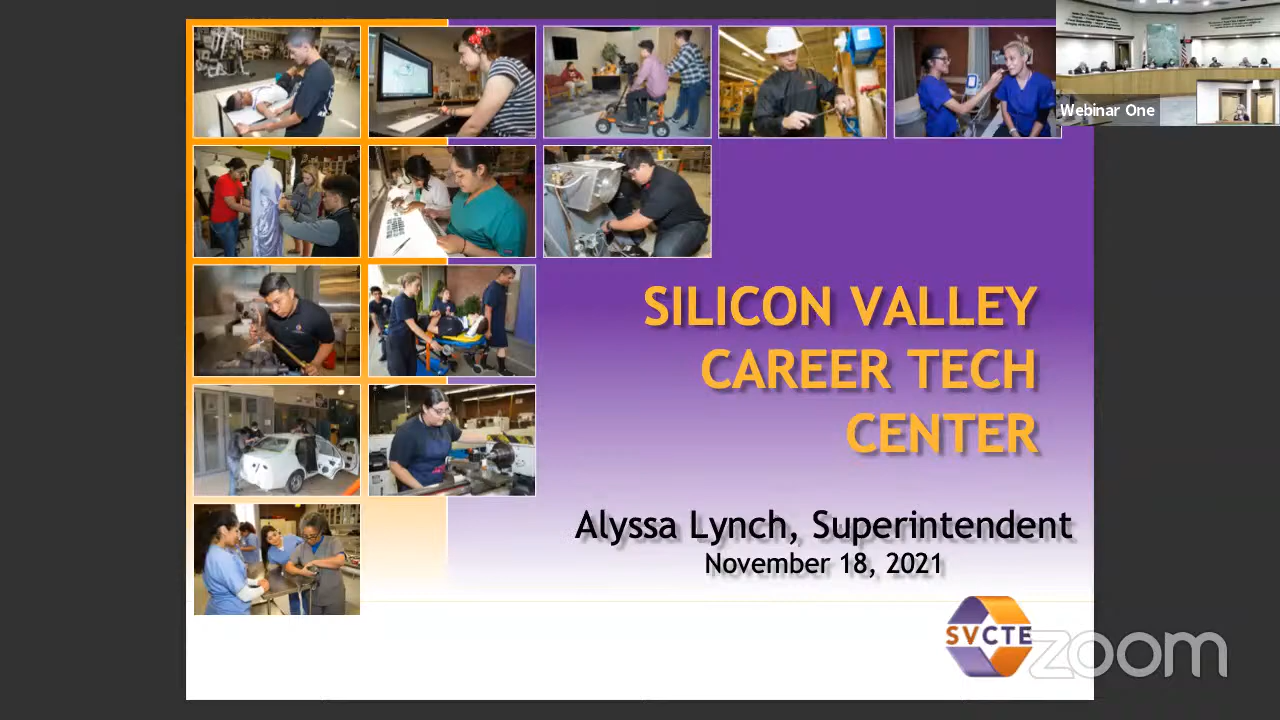 Webinar One
SILICON VALLEY
CAREER TECH
CENTER
Alyssa Lynch, Superintendent
November 18, 2021
SVCTE
zoom